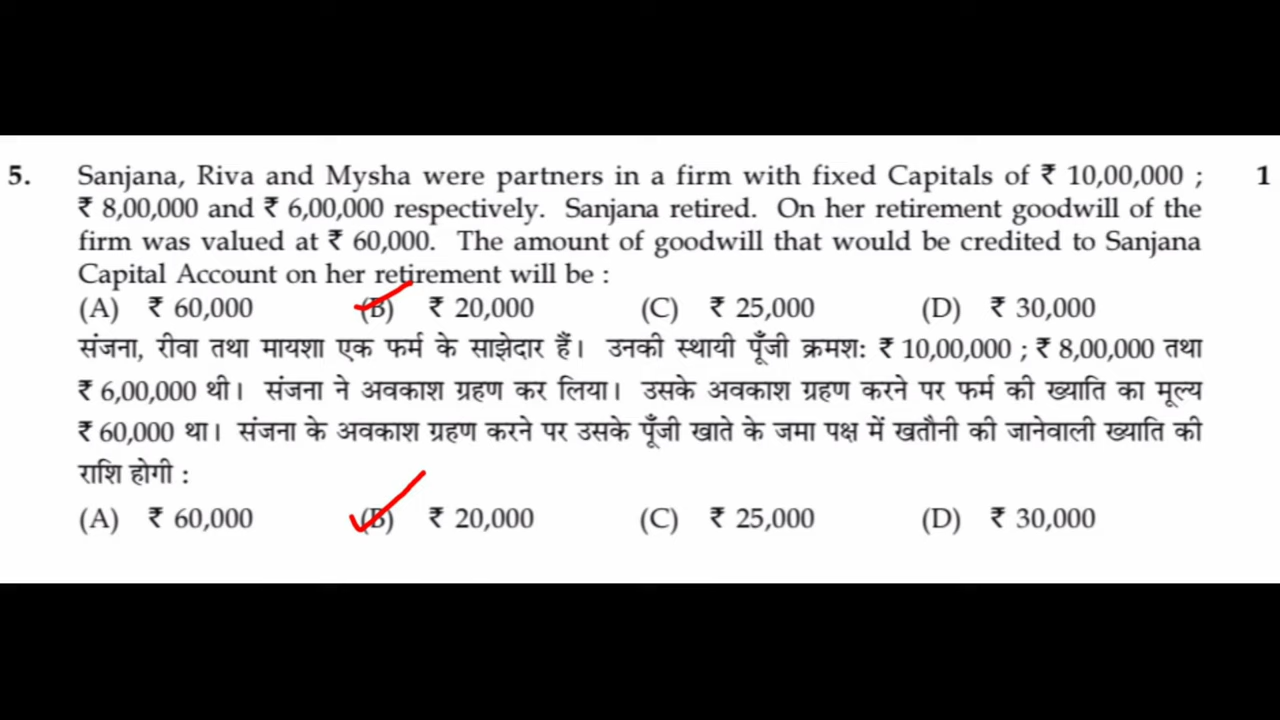 5. Sanjana, Riva and Mysha were partners in a firm with fixed Capitals of ₹ 10,00,000 ; 1
₹ 8,00,000 and ₹ 6,00,000 respectively. Sanjana retired. On her retirement goodwill of the
firm was valued at ₹ 60,000. The amount of goodwill that would be credited to Sanjana
Capital Account on her retirement will be :
(A) ₹ 60,000 (B) ₹ 20,000 (C) ₹ 25,000 (D) ₹ 30,000
संजना, रीवा तथा मायशा एक फर्म के साझेदार हैं। उनकी स्थायी पूँजी क्रमशः ₹ 10,00,000 ; ₹ 8,00,000 तथा
₹ 6,00,000 थी। संजना ने अवकाश ग्रहण कर लिया। उसके अवकाश ग्रहण करने पर फर्म की ख्याति का मूल्य
₹ 60,000 था। संजना के अवकाश ग्रहण करने पर उसके पूँजी खाते के जमा पक्ष में खतौनी की जानेवाली ख्याति की
राशि होगी :
(A) ₹ 60,000 (B) ₹ 20,000 (C) ₹ 25,000 (D) ₹ 30,000